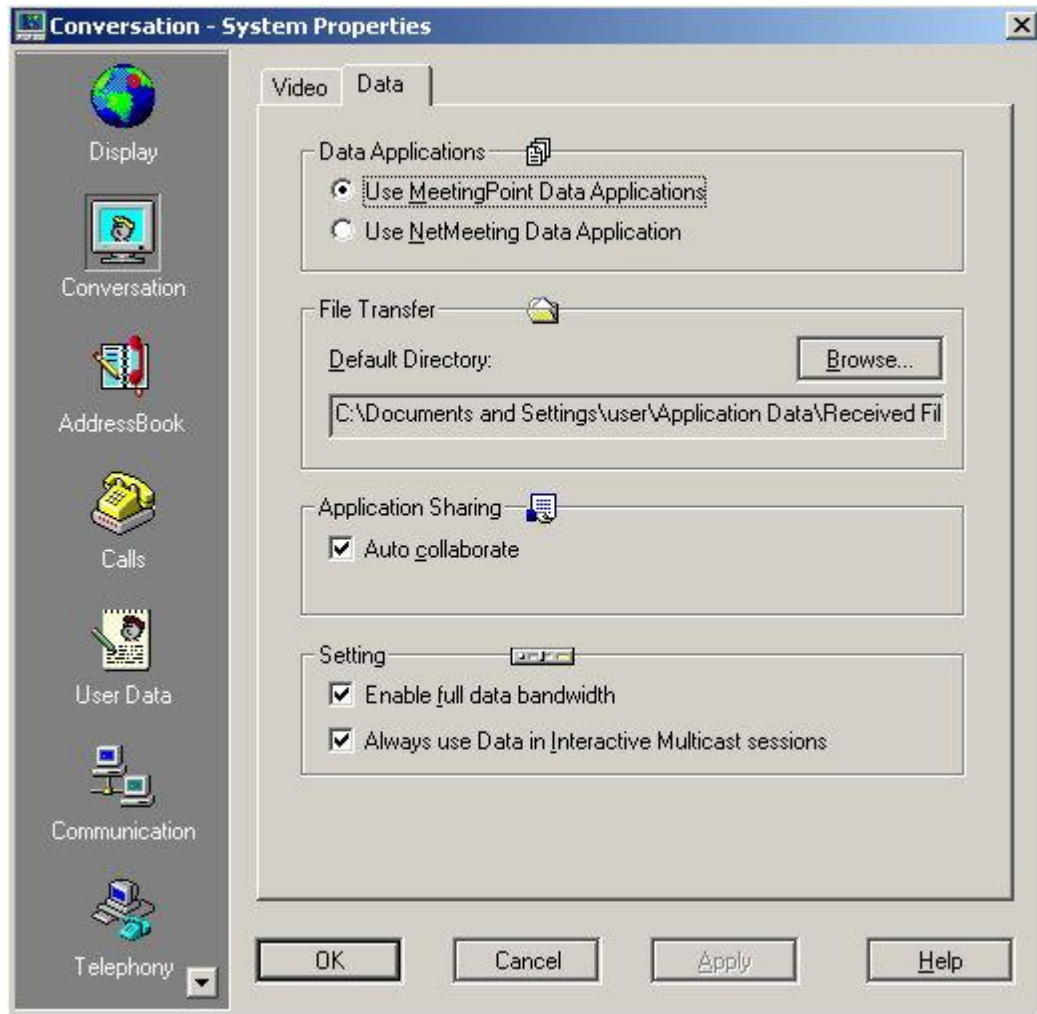 Conversation - System Properties
Display
Conversation
AddressBook
Calls
User Data
Communication
Telephony
Video
Data
Data Applications
Use MeetingPoint Data Applications
Use NetMeeting Data Application
File Transfer
Default Directory:
Browse...
C:\Documents and Settings\user\Application Data\Received Fil
Application Sharing
Auto collaborate
Setting
Enable full data bandwidth
Always use Data in Interactive Multicast sessions
OK
Cancel
Apply
Help